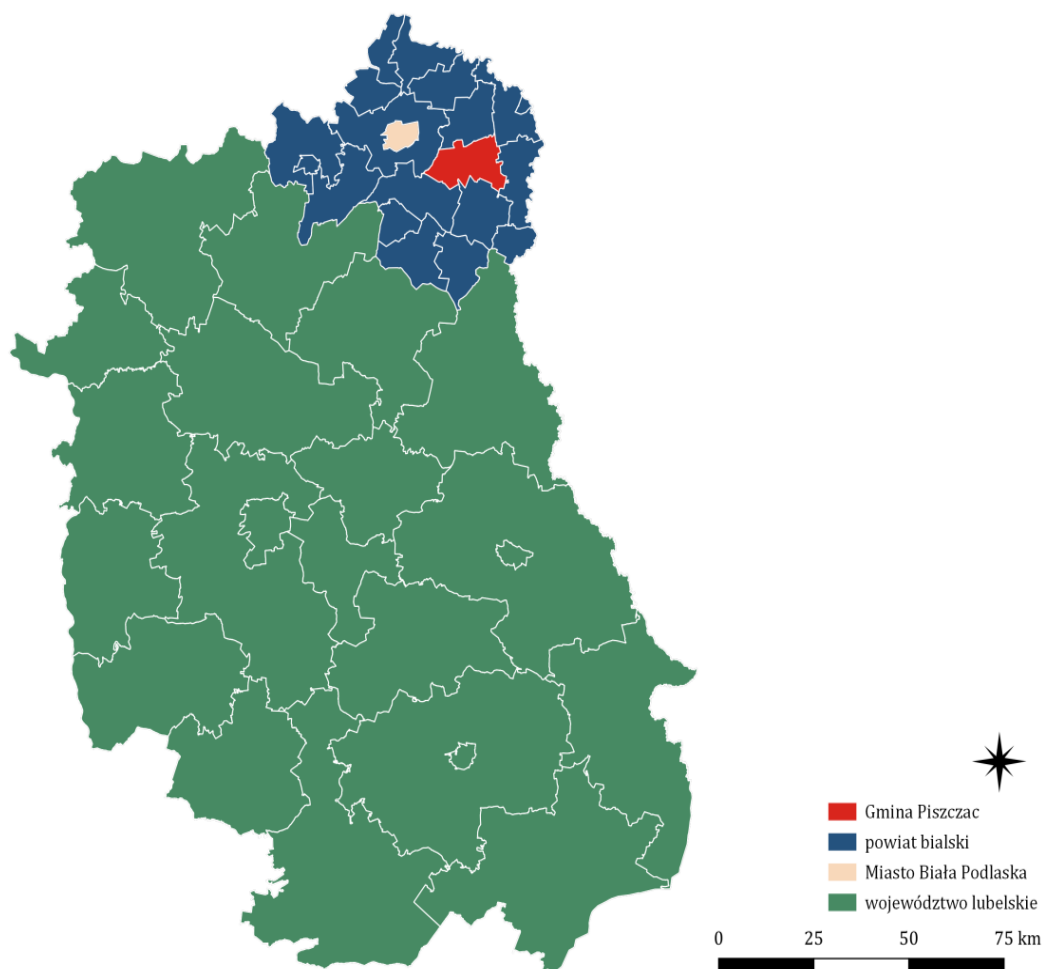 Gmina Piszczac
powiat bialski
Miasto Biała Podlaska
województwo lubelskie
0 25 50 75 km